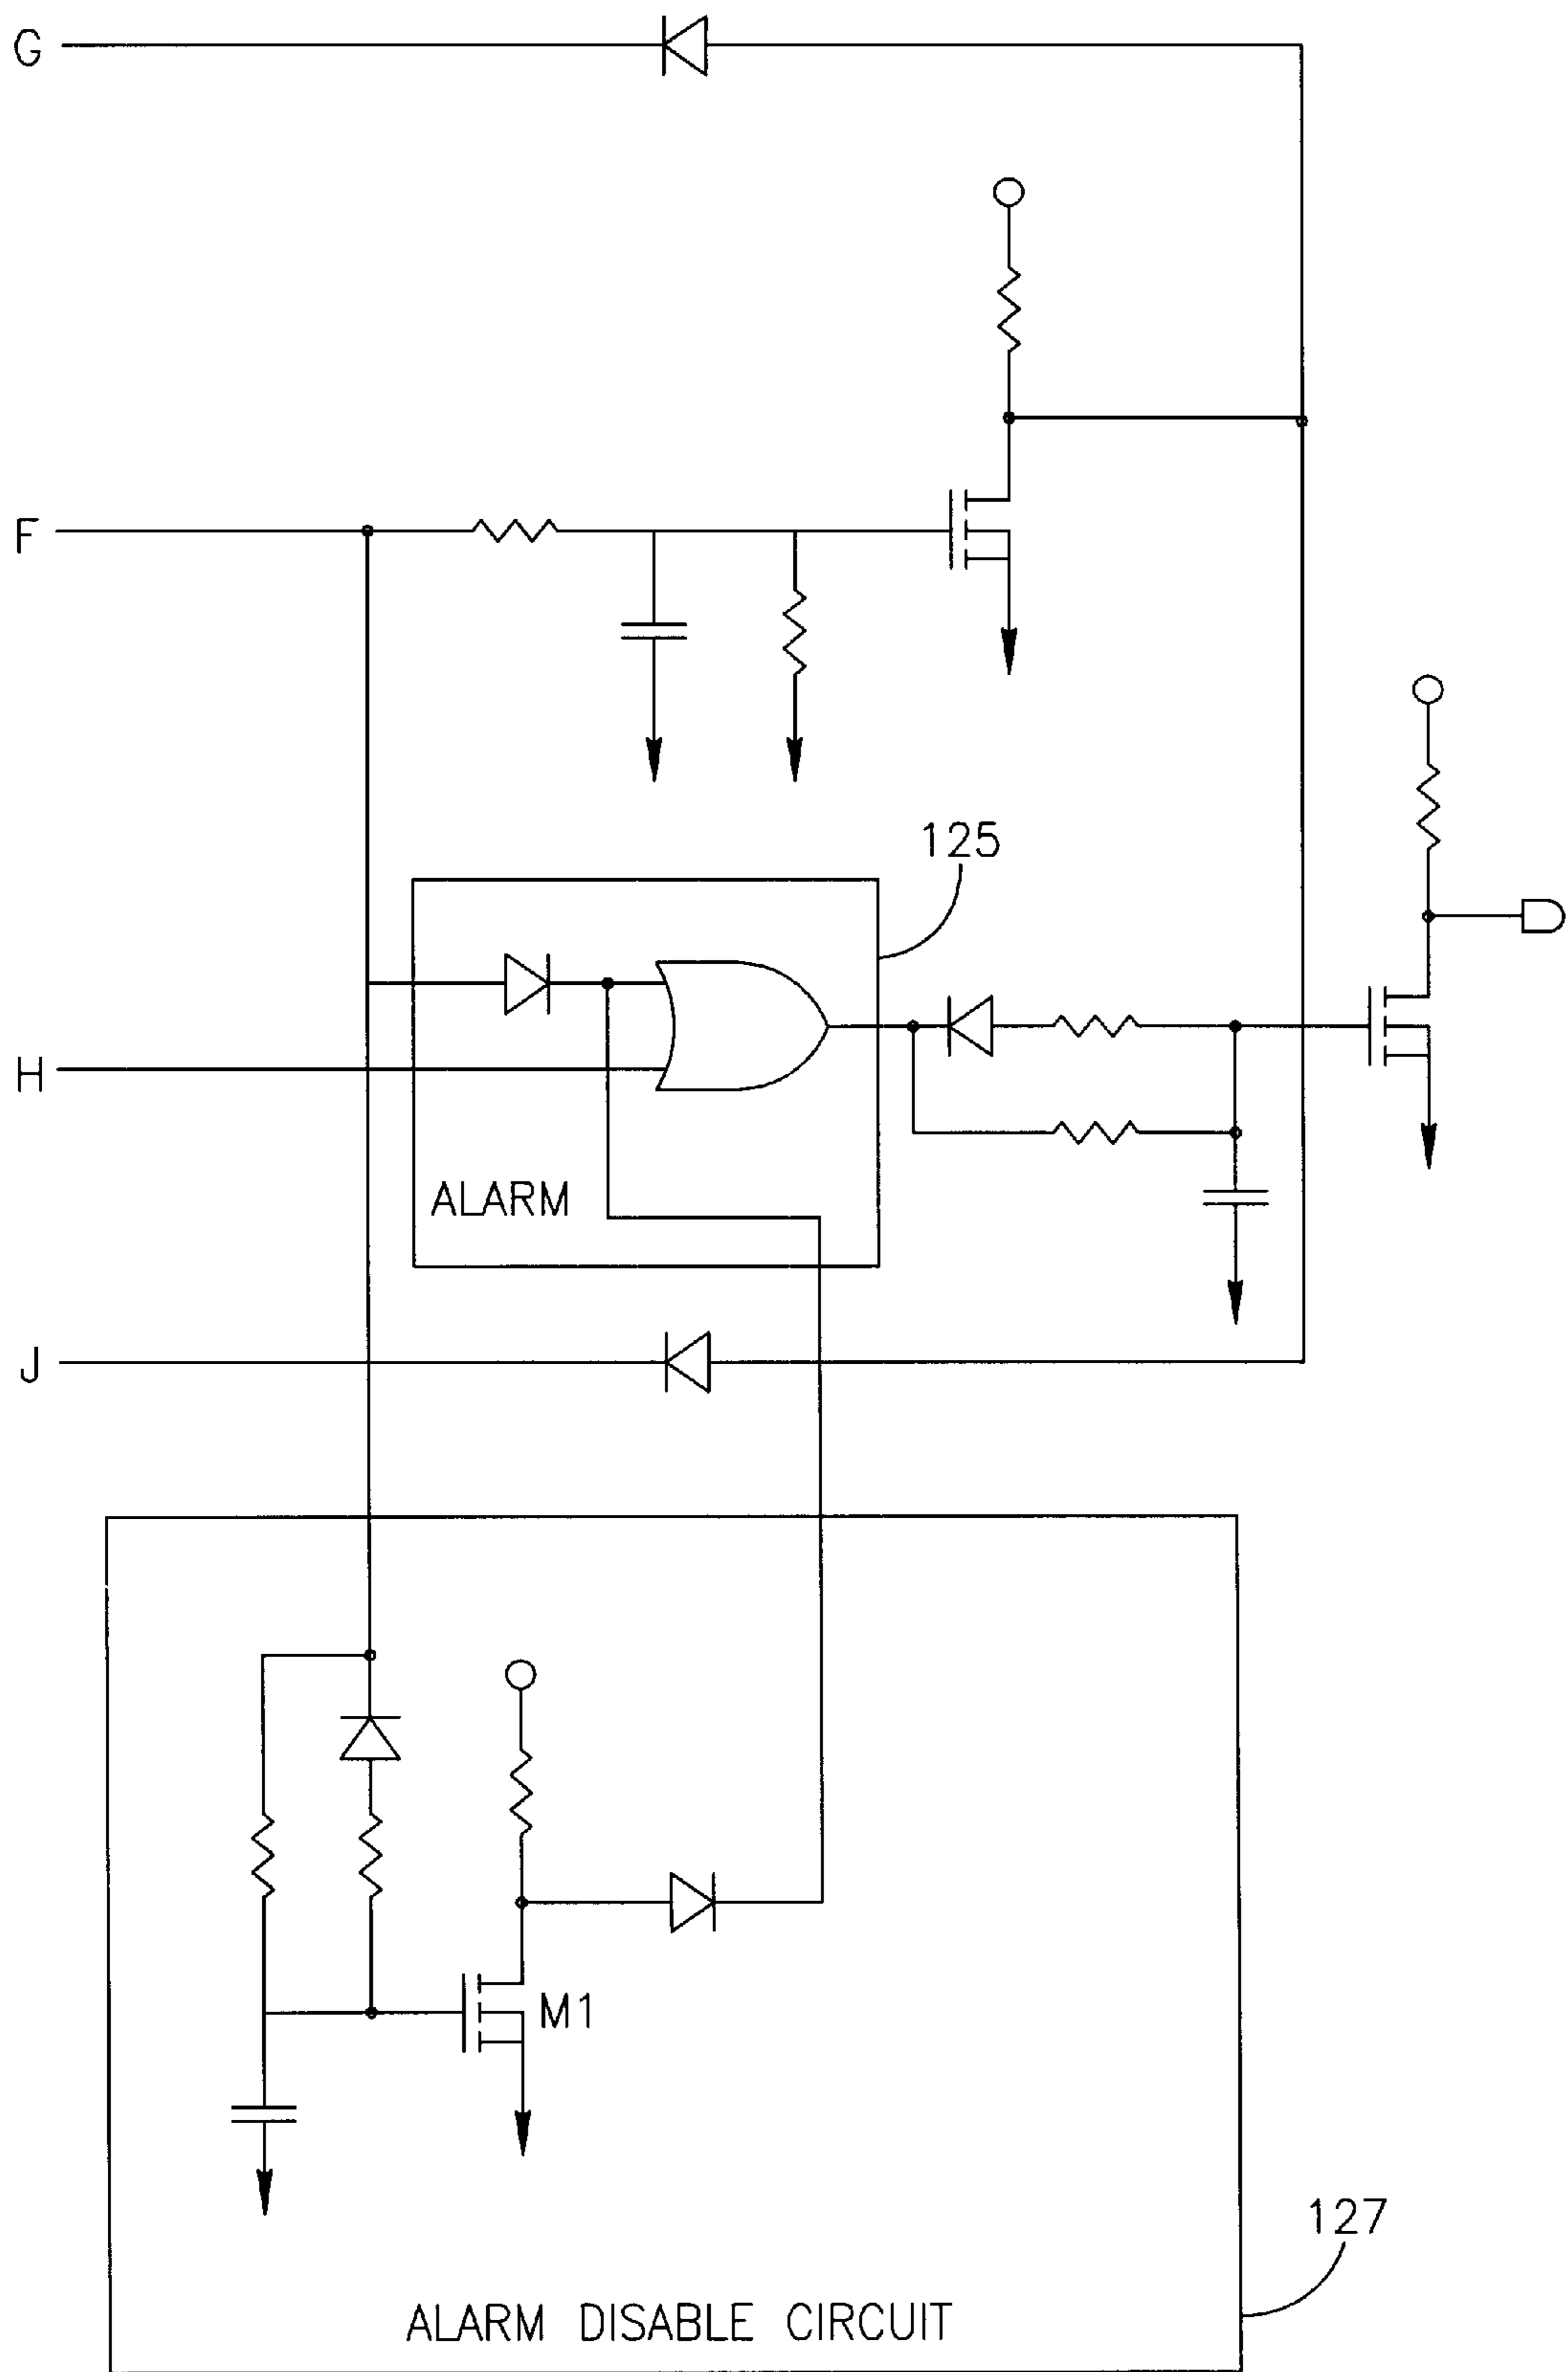 G
F
125
H
ALARM
J
M1
127
ALARM DISABLE CIRCUIT